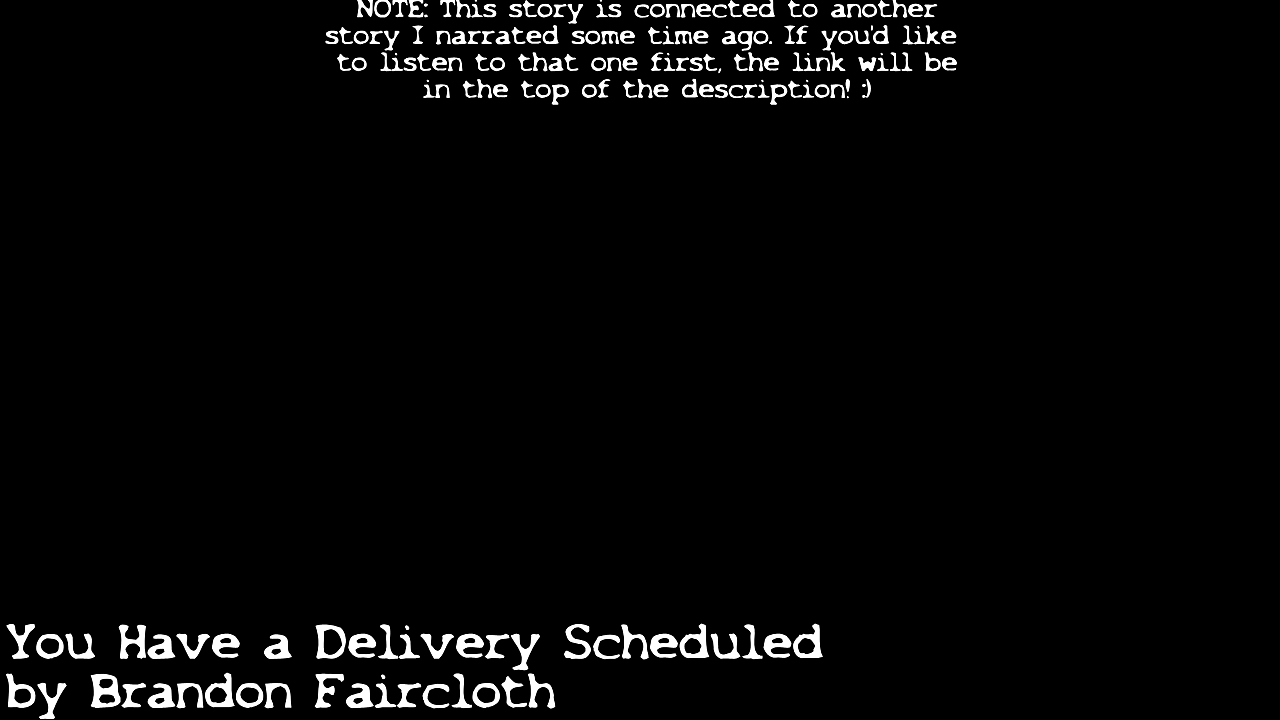 NOTE: This story is connected to another
story I narrated some time ago. If you'd like
to listen to that one first, the link will be
in the top of the description! :)
You Have a Delivery Scheduled
by Brandon Faircloth